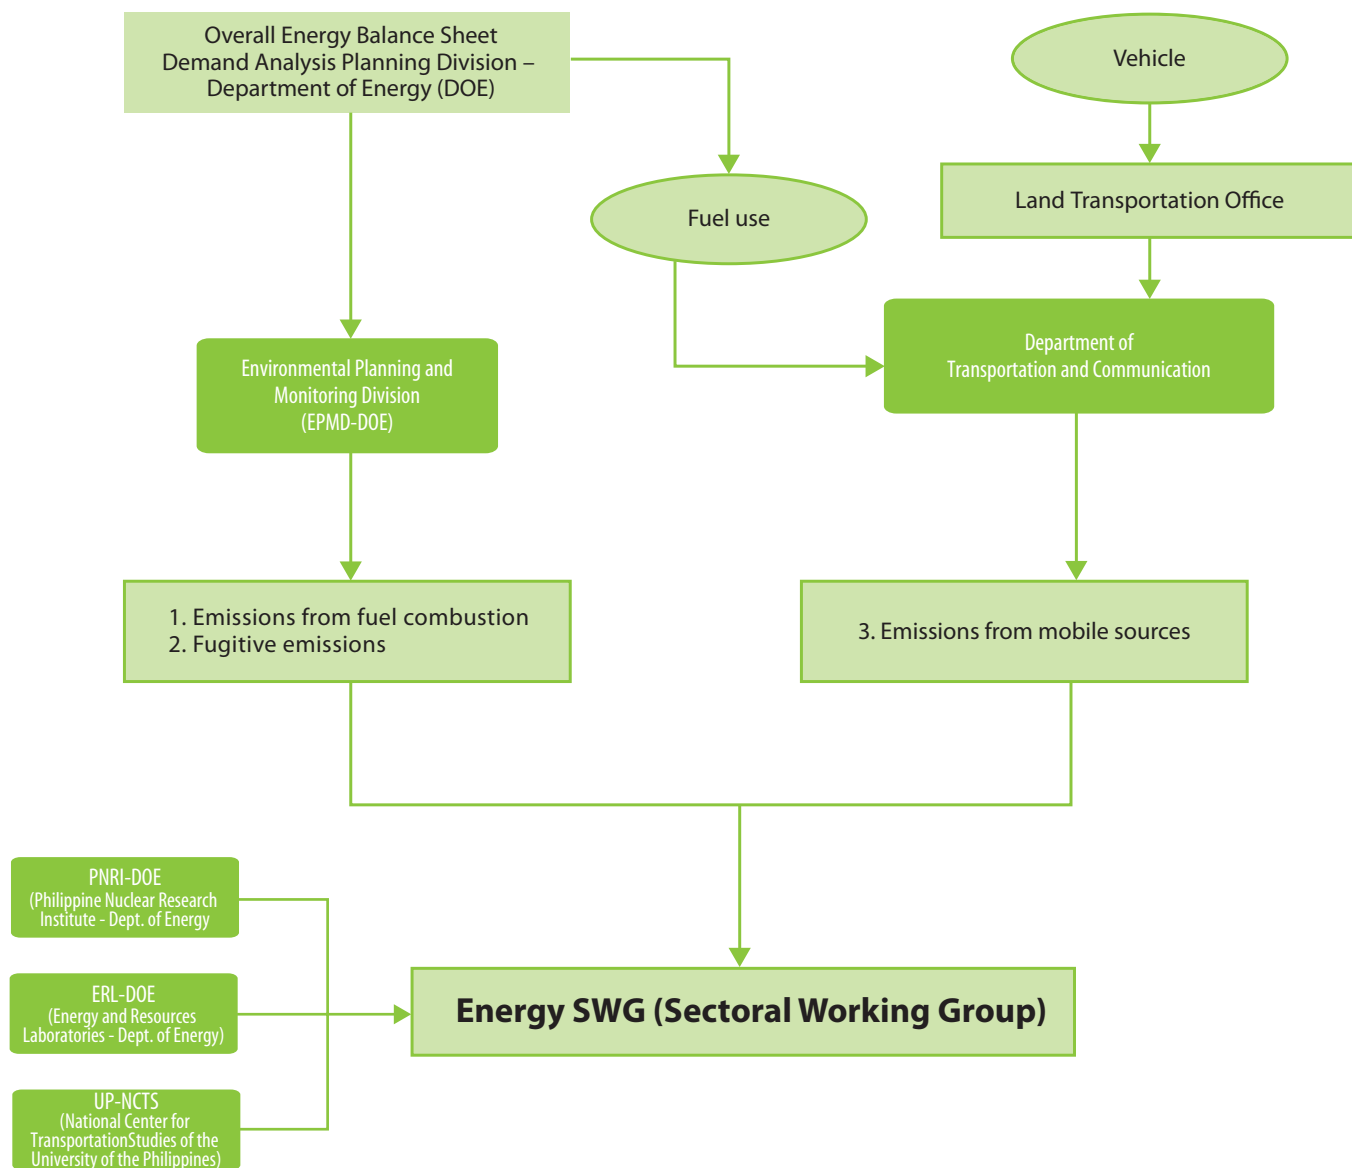 Overall Energy Balance Sheet
Demand Analysis Planning Division –
Department of Energy (DOE)
Vehicle
Land Transportation Office
Fuel use
Environmental Planning and
Monitoring Division
(EPMD-DOE)
Department of
Transportation and Communication
1. Emissions from fuel combustion
2. Fugitive emissions
3. Emissions from mobile sources
PNRI-DOE
(Philippine Nuclear Research
Institute - Dept. of Energy
ERL-DOE
(Energy and Resources
Laboratories - Dept. of Energy)
UP-NCTS
(National Center for
TransportationStudies of the
University of the Philippines)
Energy SWG (Sectoral Working Group)